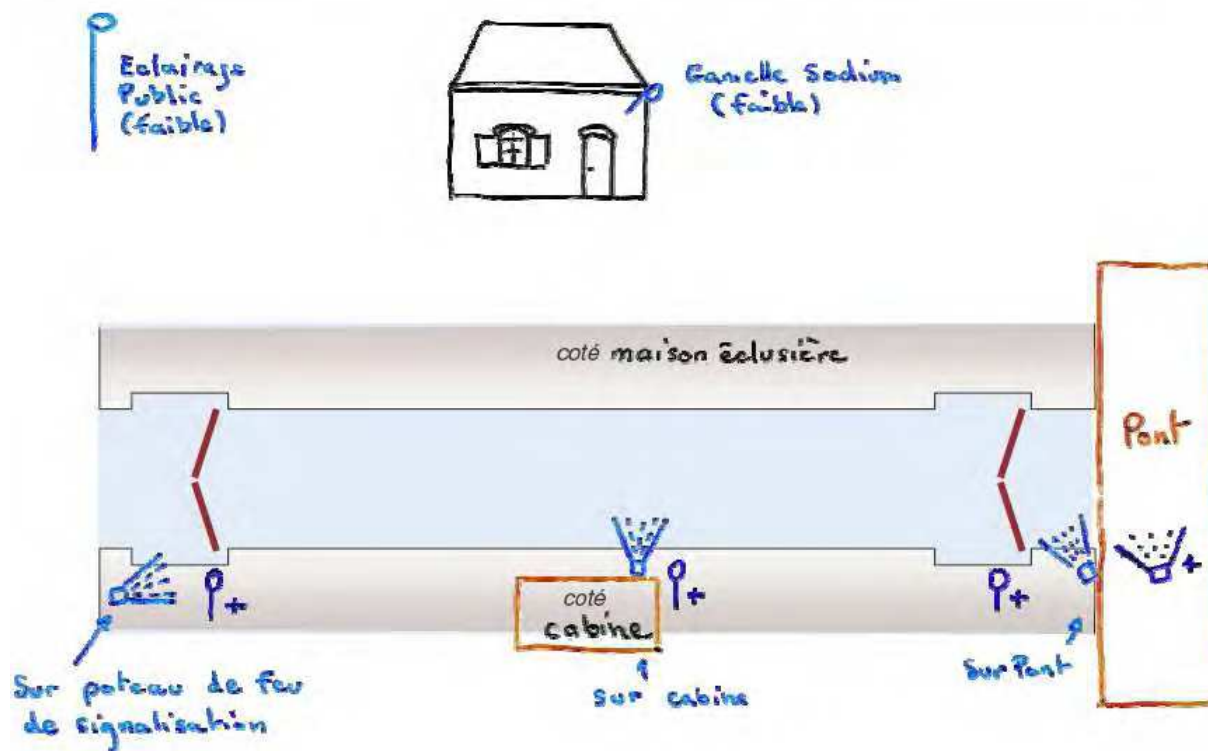 Eclairage
Public
(faible)
Gamelle Sodium
(faible)
coté maison éclusière
Pont
coté
cabine
+
+
+
+
Sur poteau de feu
de signalisation
sur cabine
Sur Pont